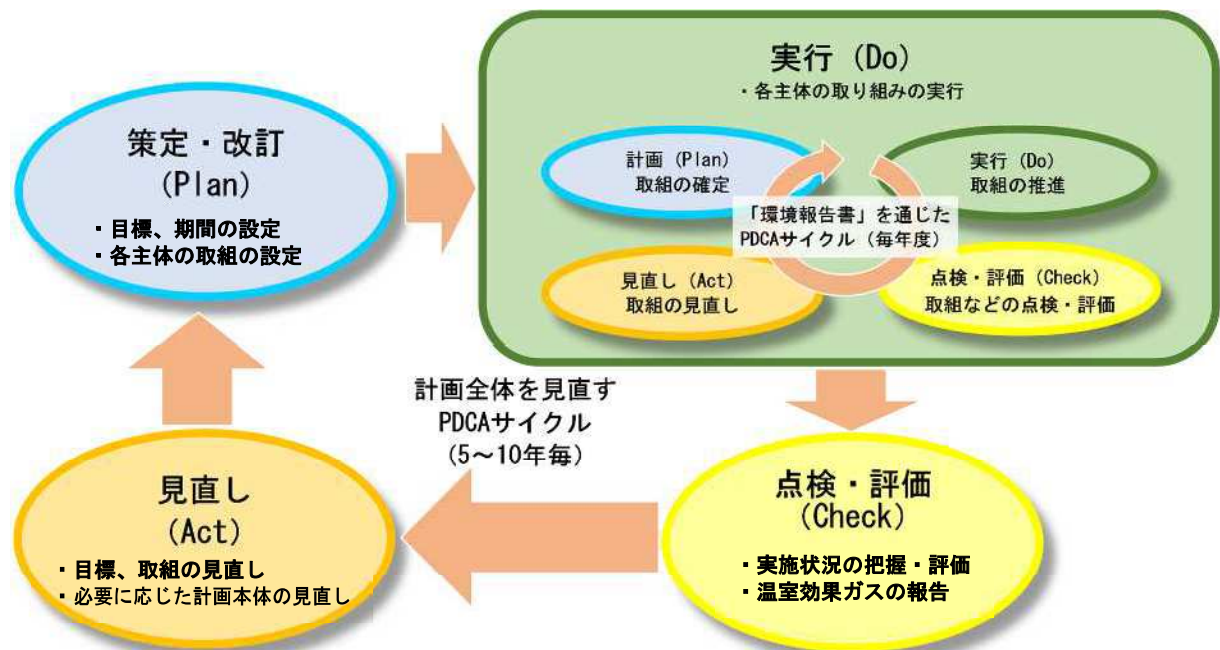 策定・改訂
(Plan)
・目標、期間の設定
・各主体の取組の設定
実行 (Do)
・各主体の取り組みの実行
計画 (Plan)
取組の確定
実行 (Do)
取組の推進
「環境報告書」を通じた
PDCAサイクル (毎年度)
見直し (Act)
取組の見直し
点検・評価 (Check)
取組などの点検・評価
計画全体を見直す
PDCAサイクル
(5～10年毎)
見直し
(Act)
・目標、取組の見直し
・必要に応じた計画本体の見直し
点検・評価
(Check)
・実施状況の把握・評価
・温室効果ガスの報告